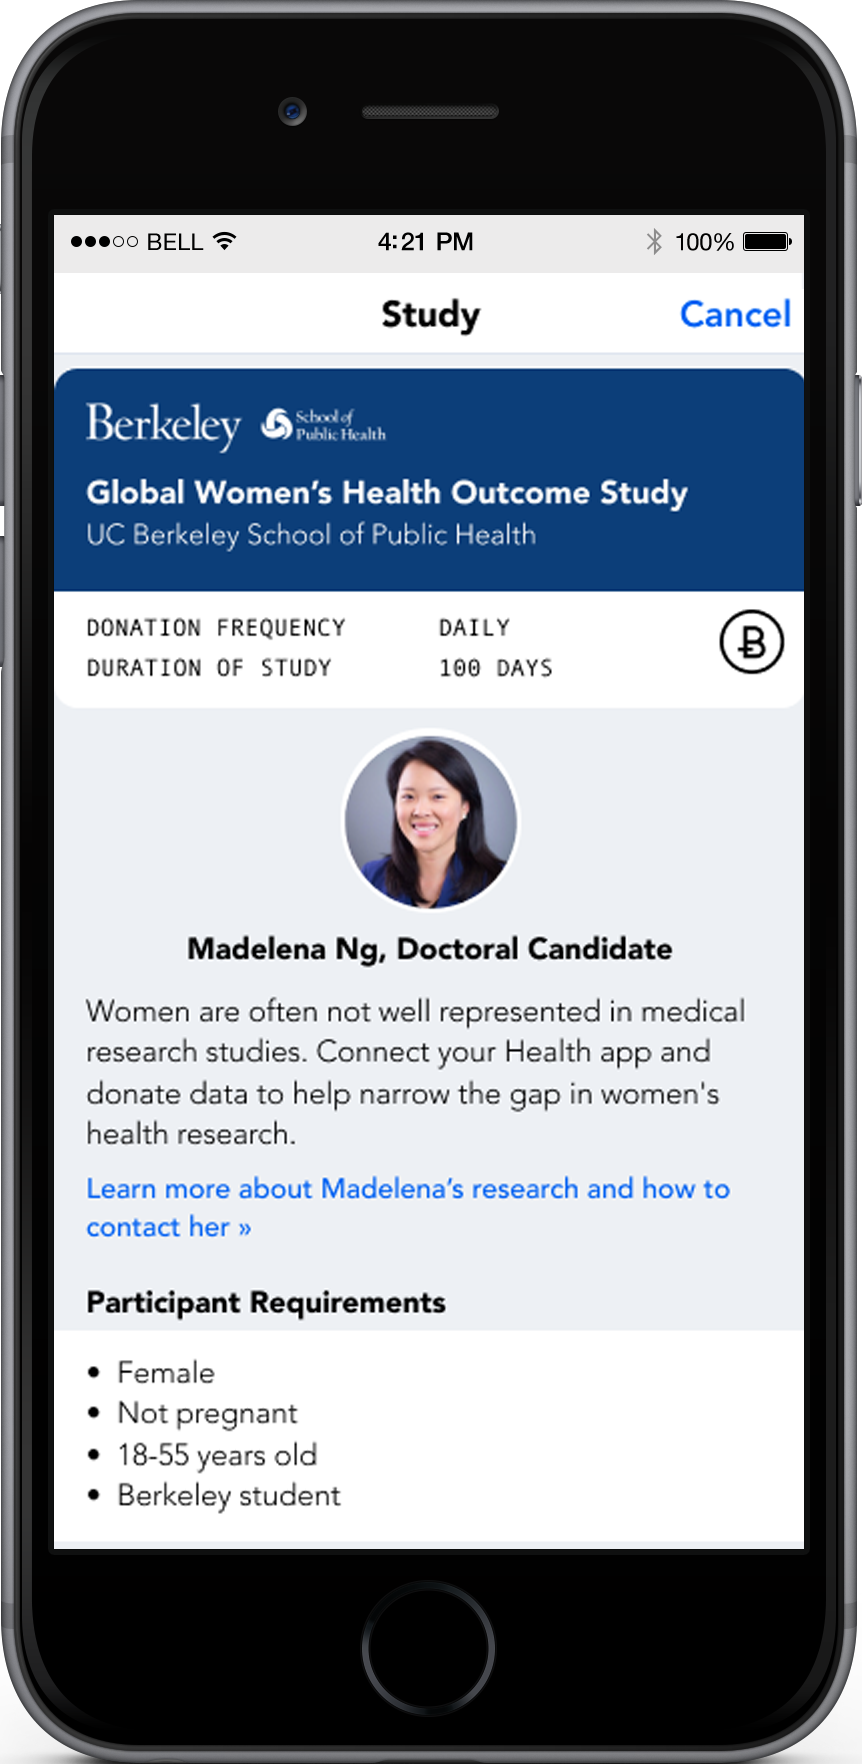 BELL 4:21 PM 100%
Study Cancel
Berkeley School of
Public Health
Global Women’s Health Outcome Study
UC Berkeley School of Public Health
DONATION FREQUENCY DAILY
DURATION OF STUDY 100 DAYS
Madelena Ng, Doctoral Candidate
Women are often not well represented in medical
research studies. Connect your Health app and
donate data to help narrow the gap in women's
health research.
Learn more about Madelena’s research and how to
contact her »
Participant Requirements
• Female
• Not pregnant
• 18-55 years old
• Berkeley student